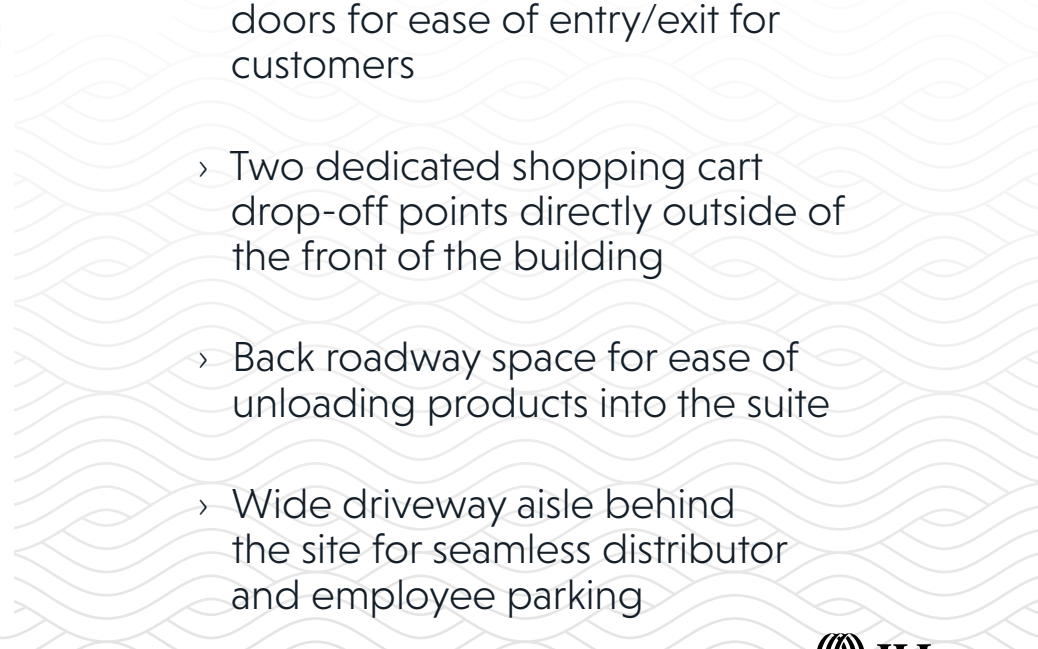 doors for ease of entry/exit for
customers
› Two dedicated shopping cart
drop-off points directly outside of
the front of the building
› Back roadway space for ease of
unloading products into the suite
› Wide driveway aisle behind
the site for seamless distributor
and employee parking